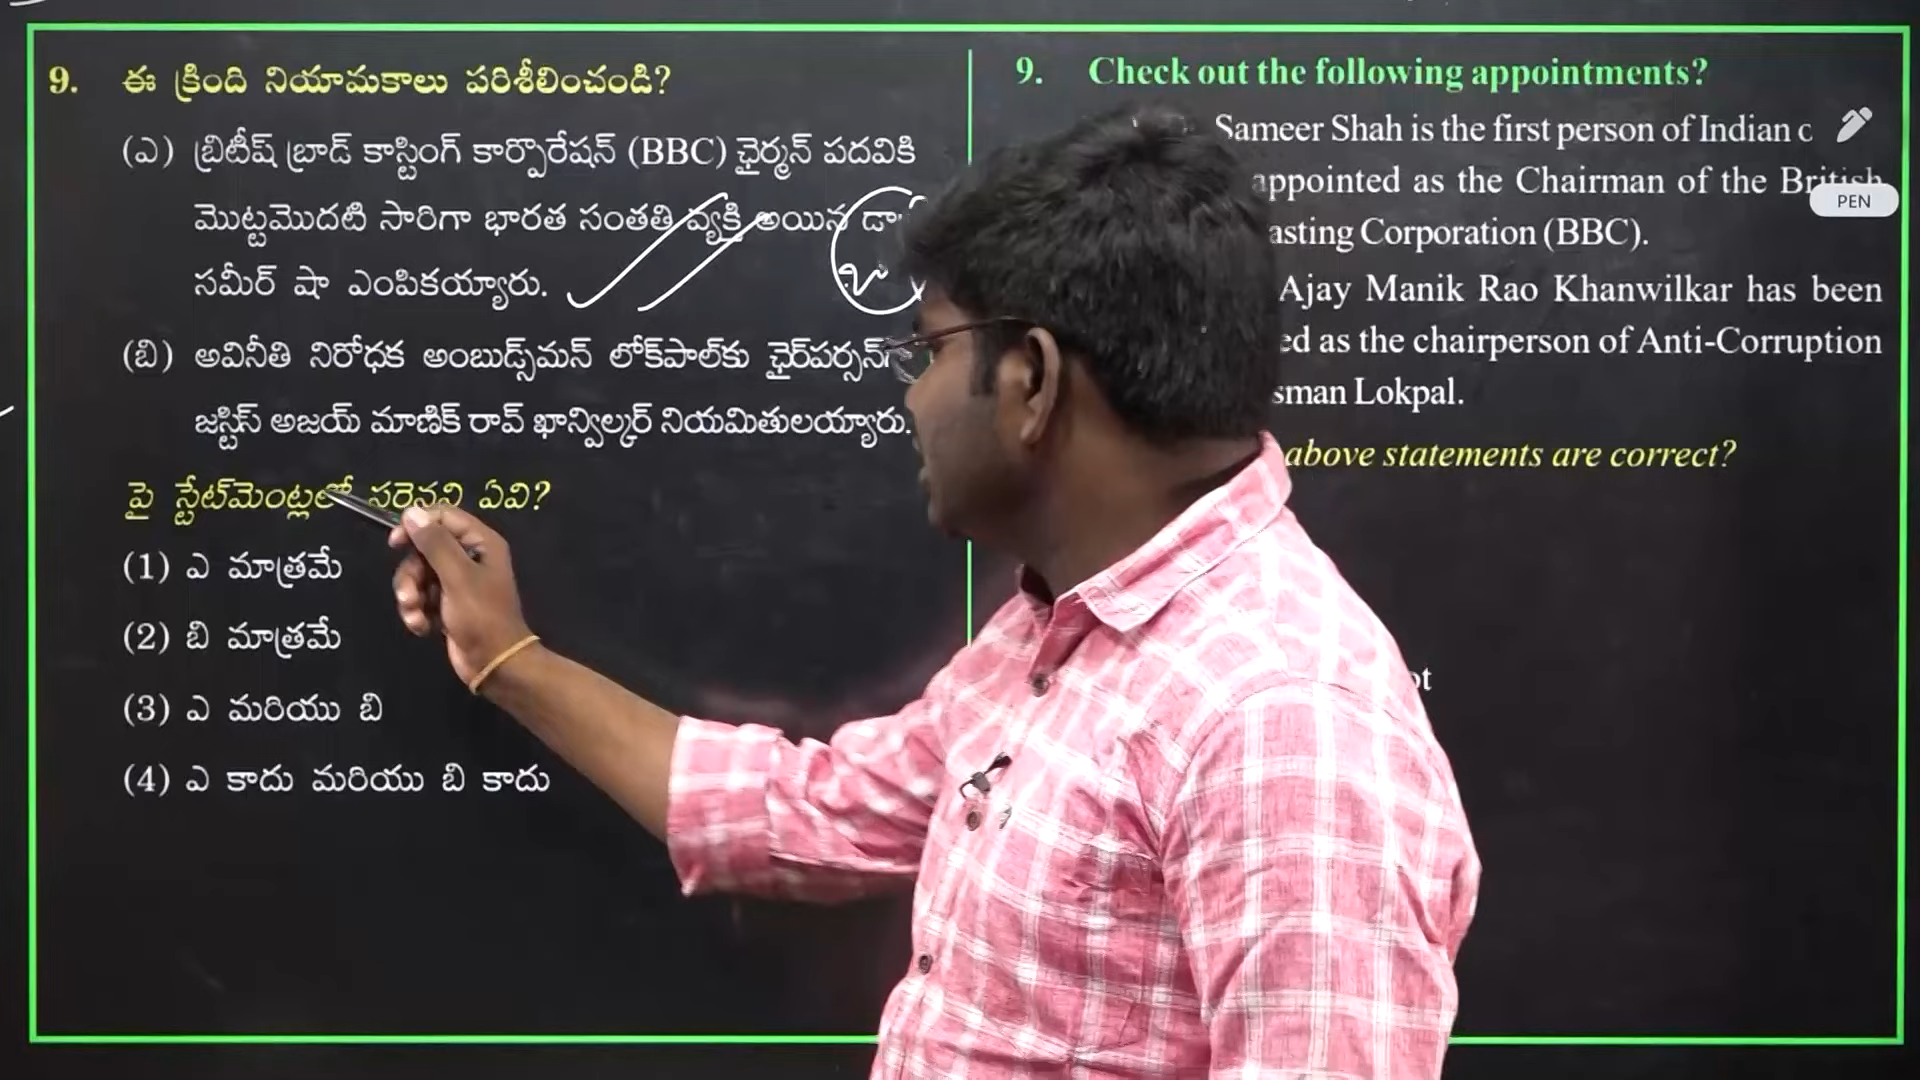 9. ఈ క్రింది నియామకాలు పరిశీలించండి?
(ఎ) బ్రిటీష్ బ్రాడ్ కాస్టింగ్ కార్పొరేషన్ (BBC) ఛైర్మన్ పదవికి
మొట్టమొదటి సారిగా భారత సంతతి వ్యక్తి అయిన
సమీర్ షా ఎంపికయ్యారు.
(బి) అవినీతి నిరోధక అంబుడ్స్‌మన్ లోక్‌పాల్‌కు ఛైర్‌పర్సన్
జస్టిస్ అజయ్ మాణిక్ రావ్ ఖాన్విల్కర్ నియమితులయ్యారు.
పై స్టేట్‌మెంట్లలో సరైనవి ఏవి?
(1) ఎ మాత్రమే
(2) బి మాత్రమే
(3) ఎ మరియు బి
(4) ఎ కాదు మరియు బి కాదు
9. Check out the following appointments?
Sameer Shah is the first person of Indian
appointed as the Chairman of the British
PEN
asting Corporation (BBC).
Ajay Manik Rao Khanwilkar has been
ed as the chairperson of Anti-Corruption
sman Lokpal.
above statements are correct?